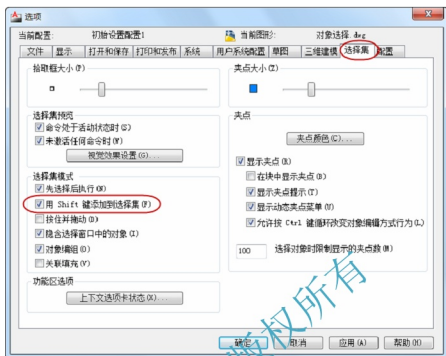 选项
当前配置: 初始设置配置1 当前图形: 对象选择.dwg
文件 显示 打开和保存 打印和发布 系统 用户系统配置 草图 三维建模 选择集 配置
拾取框大小(P)
夹点大小(Z)
选择集预览
命令处于活动状态时(S)
未激活任何命令时(W)
视觉效果设置(G)...
选择集模式
先选择后执行(N)
用 Shift 键添加到选择集(F)
按住并拖动(D)
隐含选择窗口中的对象(I)
对象编组(O)
关联填充(V)
功能区选项
上下文选项卡状态(X)...
夹点
夹点颜色(C)...
显示夹点(R)
在块中显示夹点(B)
显示夹点提示(T)
显示动态夹点菜单(U)
允许按 Ctrl 键循环改变对象编辑方式行为(L)
100 选择对象时限制显示的夹点数(M)
确定 取消 应用(A) 帮助(H)
版权所有